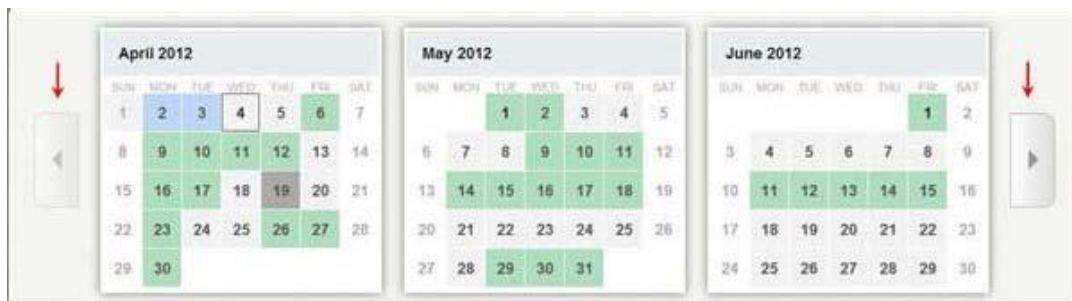 April 2012
SUN MON TUE WED THU FRI SAT
1 2 3 4 5 6 7
8 9 10 11 12 13 14
15 16 17 18 19 20 21
22 23 24 25 26 27 28
29 30
May 2012
SUN MON TUE WED THU FRI SAT
1 2 3 4 5
6 7 8 9 10 11 12
13 14 15 16 17 18 19
20 21 22 23 24 25 26
27 28 29 30 31
June 2012
SUN MON TUE WED THU FRI SAT
1 2
3 4 5 6 7 8 9
10 11 12 13 14 15 16
17 18 19 20 21 22 23
24 25 26 27 28 29 30